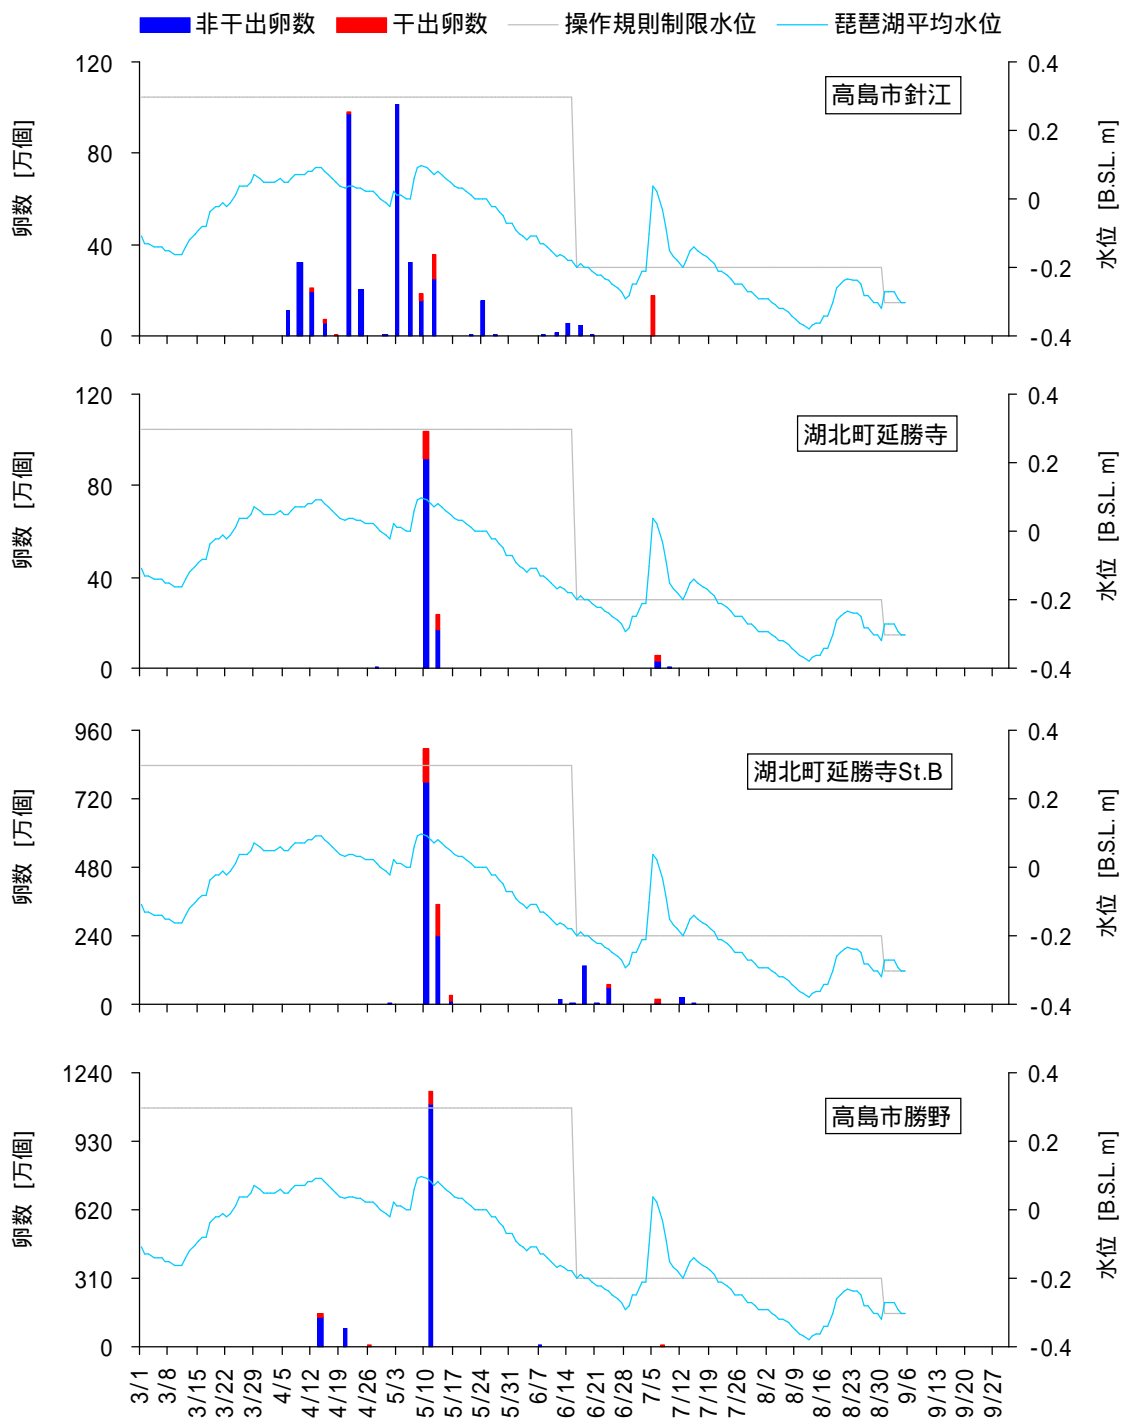 非干出卵数 干出卵数 操作規則制限水位 琵琶湖平均水位
120
80
40
0
卵数 [万個]
高島市針江
0.4
0.2
0
-0.2
-0.4
水位 [B.S.L. m]
120
80
40
0
卵数 [万個]
湖北町延勝寺
0.4
0.2
0
-0.2
-0.4
水位 [B.S.L. m]
960
720
480
240
0
卵数 [万個]
湖北町延勝寺St.B
0.4
0.2
0
-0.2
-0.4
水位 [B.S.L. m]
1240
930
620
310
0
卵数 [万個]
高島市勝野
0.4
0.2
0
-0.2
-0.4
水位 [B.S.L. m]
3/1 3/8 3/15 3/22 3/29 4/5 4/12 4/19 4/26 5/3 5/10 5/17 5/24 5/31 6/7 6/14 6/21 6/28 7/5 7/12 7/19 7/26 8/2 8/9 8/16 8/23 8/30 9/6 9/13 9/20 9/27